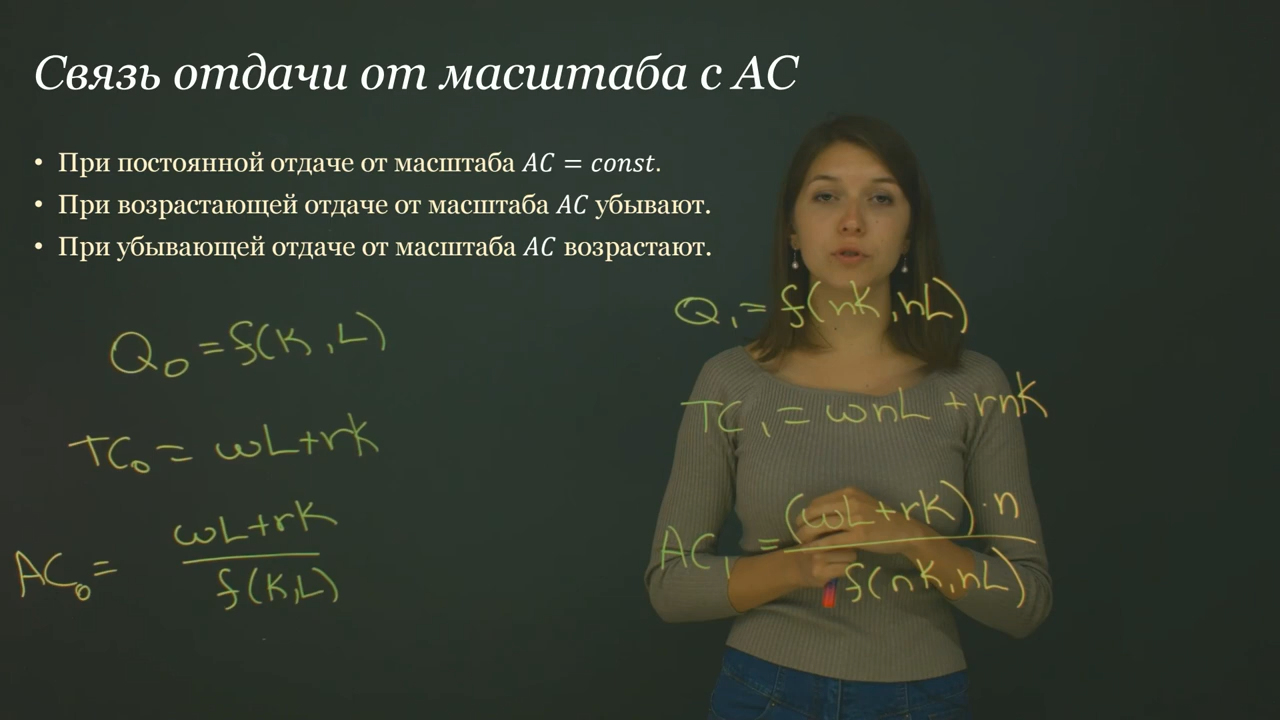 Связь отдачи от масштаба с AC
• При постоянной отдаче от масштаба AC = const.
• При возрастающей отдаче от масштаба AC убывают.
• При убывающей отдаче от масштаба AC возрастают.
Q₀ = f(K, L)
TC₀ = ωL+rK
AC₀ = (ωL+rK) / f(K,L)
Q₁ = f(nK, nL)
TC₁ = ωnL + rnK
AC₁ = (ωL+rK)·n / f(nK, nL)